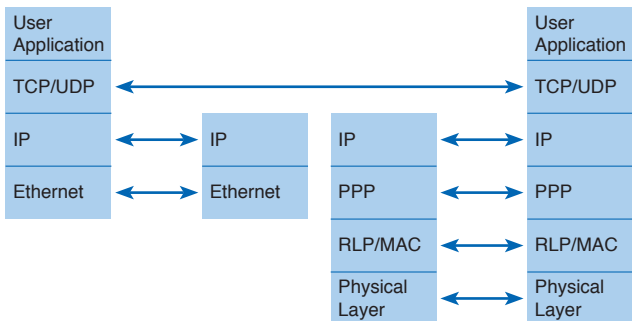 User
Application
User
Application
TCP/UDP
TCP/UDP
IP
IP
IP
IP
Ethernet
Ethernet
PPP
PPP
RLP/MAC
RLP/MAC
Physical
Layer
Physical
Layer